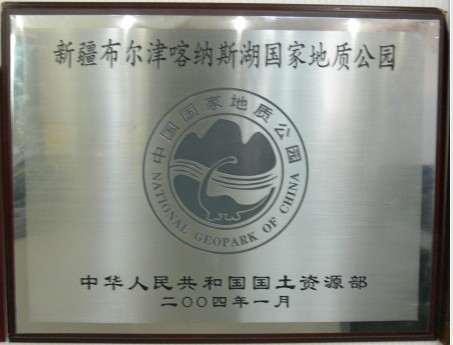 新疆布尔津喀纳斯湖国家地质公园
中国国家地质公园
NATIONAL GEOPARK OF CHINA
中华人民共和国国土资源部
二〇〇四年一月